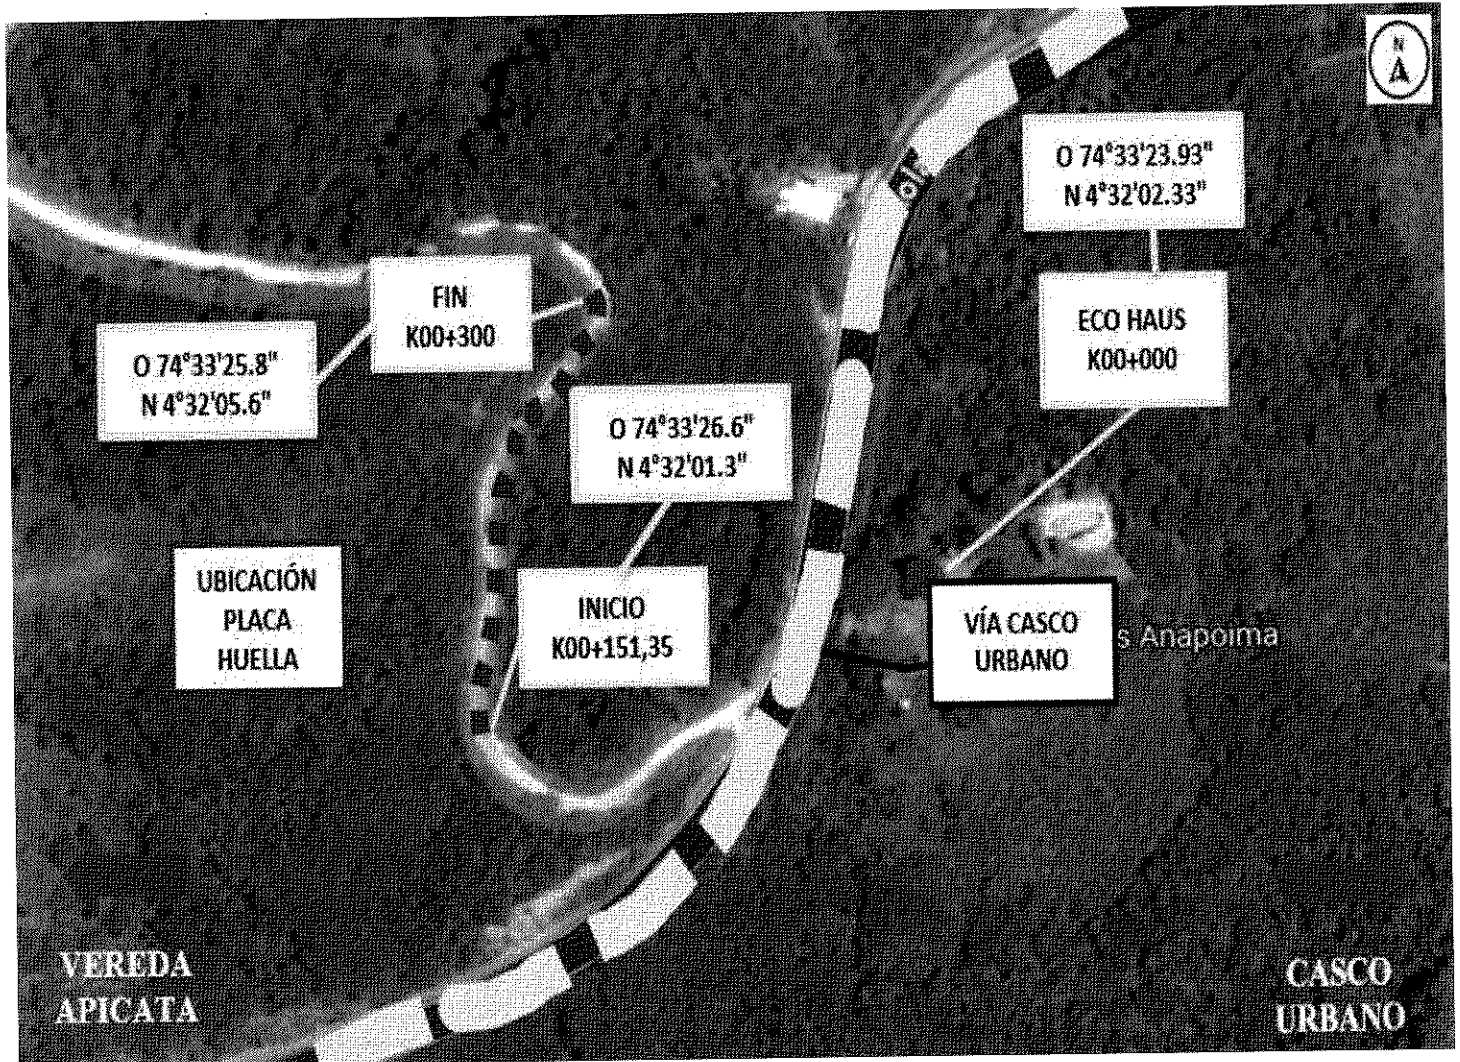 N
O 74°33'23.93"
N 4°32'02.33"
ECO HAUS
K00+000
FIN
K00+300
O 74°33'25.8"
N 4°32'05.6"
O 74°33'26.6"
N 4°32'01.3"
UBICACIÓN
PLACA
HUELLA
INICIO
K00+151,35
VÍA CASCO
URBANO
s Anapoima
VEREDA
APICATA
CASCO
URBANO